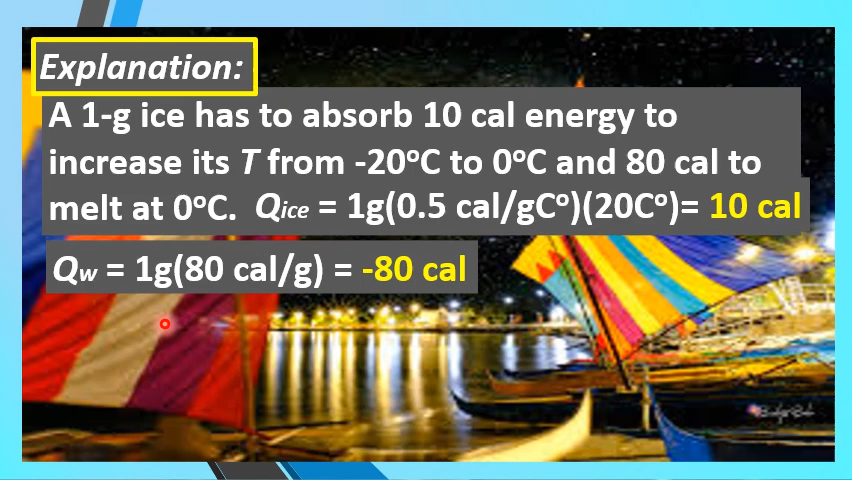 Explanation:
A 1-g ice has to absorb 10 cal energy to
increase its T from -20°C to 0°C and 80 cal to
melt at 0°C. Qice = 1g(0.5 cal/gC°)(20C°)= 10 cal
Qw = 1g(80 cal/g) = -80 cal